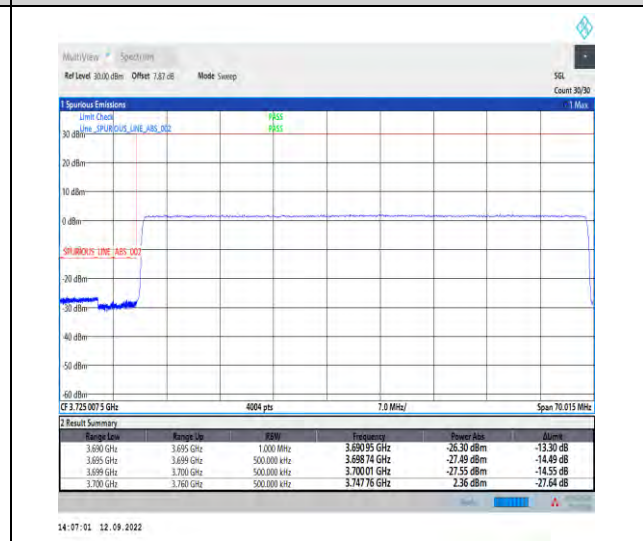 MultiView Spectrum
Ref Level 30.00 dBm Offset 7.87 dB Mode Sweep SGL
Count 30/30
1 Spurious Emissions 1 Max
Limit Check PASS
30 dBm Line _SPURIOUS_LINE_ABS_002 PASS
20 dBm
10 dBm
0 dBm
_SPURIOUS_LINE_ABS_002
-20 dBm
-30 dBm
-40 dBm
-50 dBm
-60 dBm
CF 3.725 007 5 GHz 4004 pts 7.0 MHz/ Span 70.015 MHz
2 Result Summary
Range Low Range Up RBW Frequency Power Abs ΔLimit
3.690 GHz 3.695 GHz 1.000 MHz 3.690 95 GHz -26.30 dBm -13.30 dB
3.695 GHz 3.699 GHz 500.000 kHz 3.698 74 GHz -27.49 dBm -14.49 dB
3.699 GHz 3.700 GHz 500.000 kHz 3.700 01 GHz -27.55 dBm -14.55 dB
3.700 GHz 3.760 GHz 500.000 kHz 3.747 76 GHz 2.36 dBm -27.64 dB
14:07:01 12.09.2022